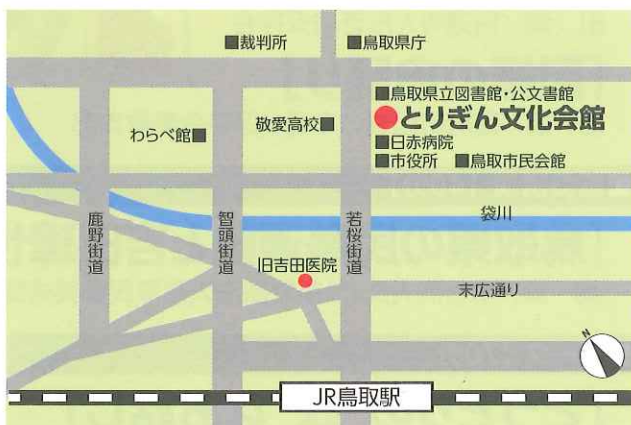 ■裁判所 ■鳥取県庁
■鳥取県立図書館・公文書館
●とりぎん文化会館
わらべ館■ 敬愛高校■
■日赤病院
■市役所 ■鳥取市民会館
鹿野街道
智頭街道
若桜街道
袋川
旧吉田医院
末広通り
N
JR鳥取駅